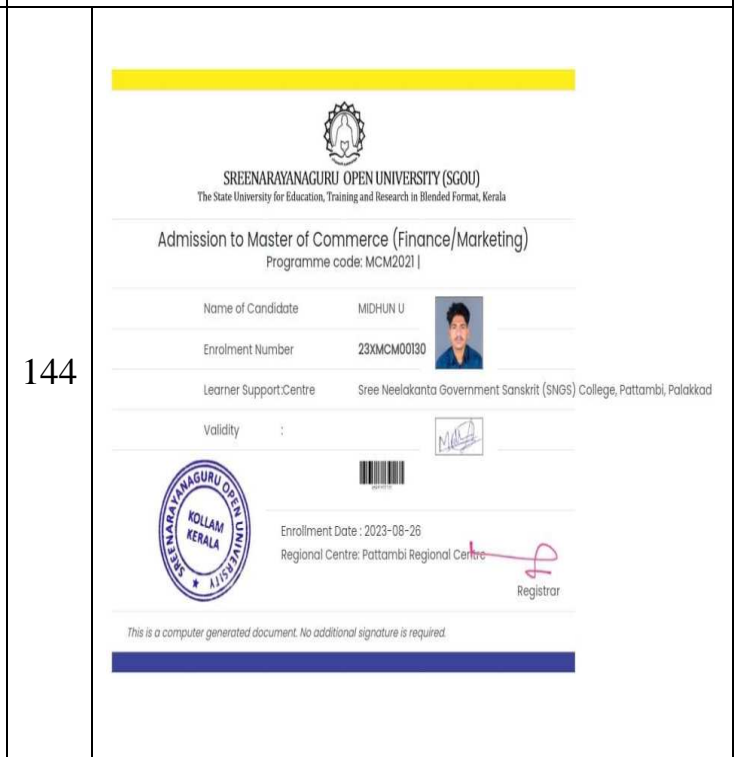 144
SREENARAYANAGURU OPEN UNIVERSITY (SGOU)
The State University for Education, Training and Research in Blended Format, Kerala
Admission to Master of Commerce (Finance/Marketing)
Programme code: MCM2021 |
Name of Candidate MIDHUN U
Enrolment Number 23XMCM00130
Learner Support:Centre Sree Neelakanta Government Sanskrit (SNGS) College, Pattambi, Palakkad
Validity :
SREENARAYANAGURU OPEN UNIVERSITY
KOLLAM
KERALA
Enrollment Date : 2023-08-26
Regional Centre: Pattambi Regional Centre
Registrar
This is a computer generated document. No additional signature is required.